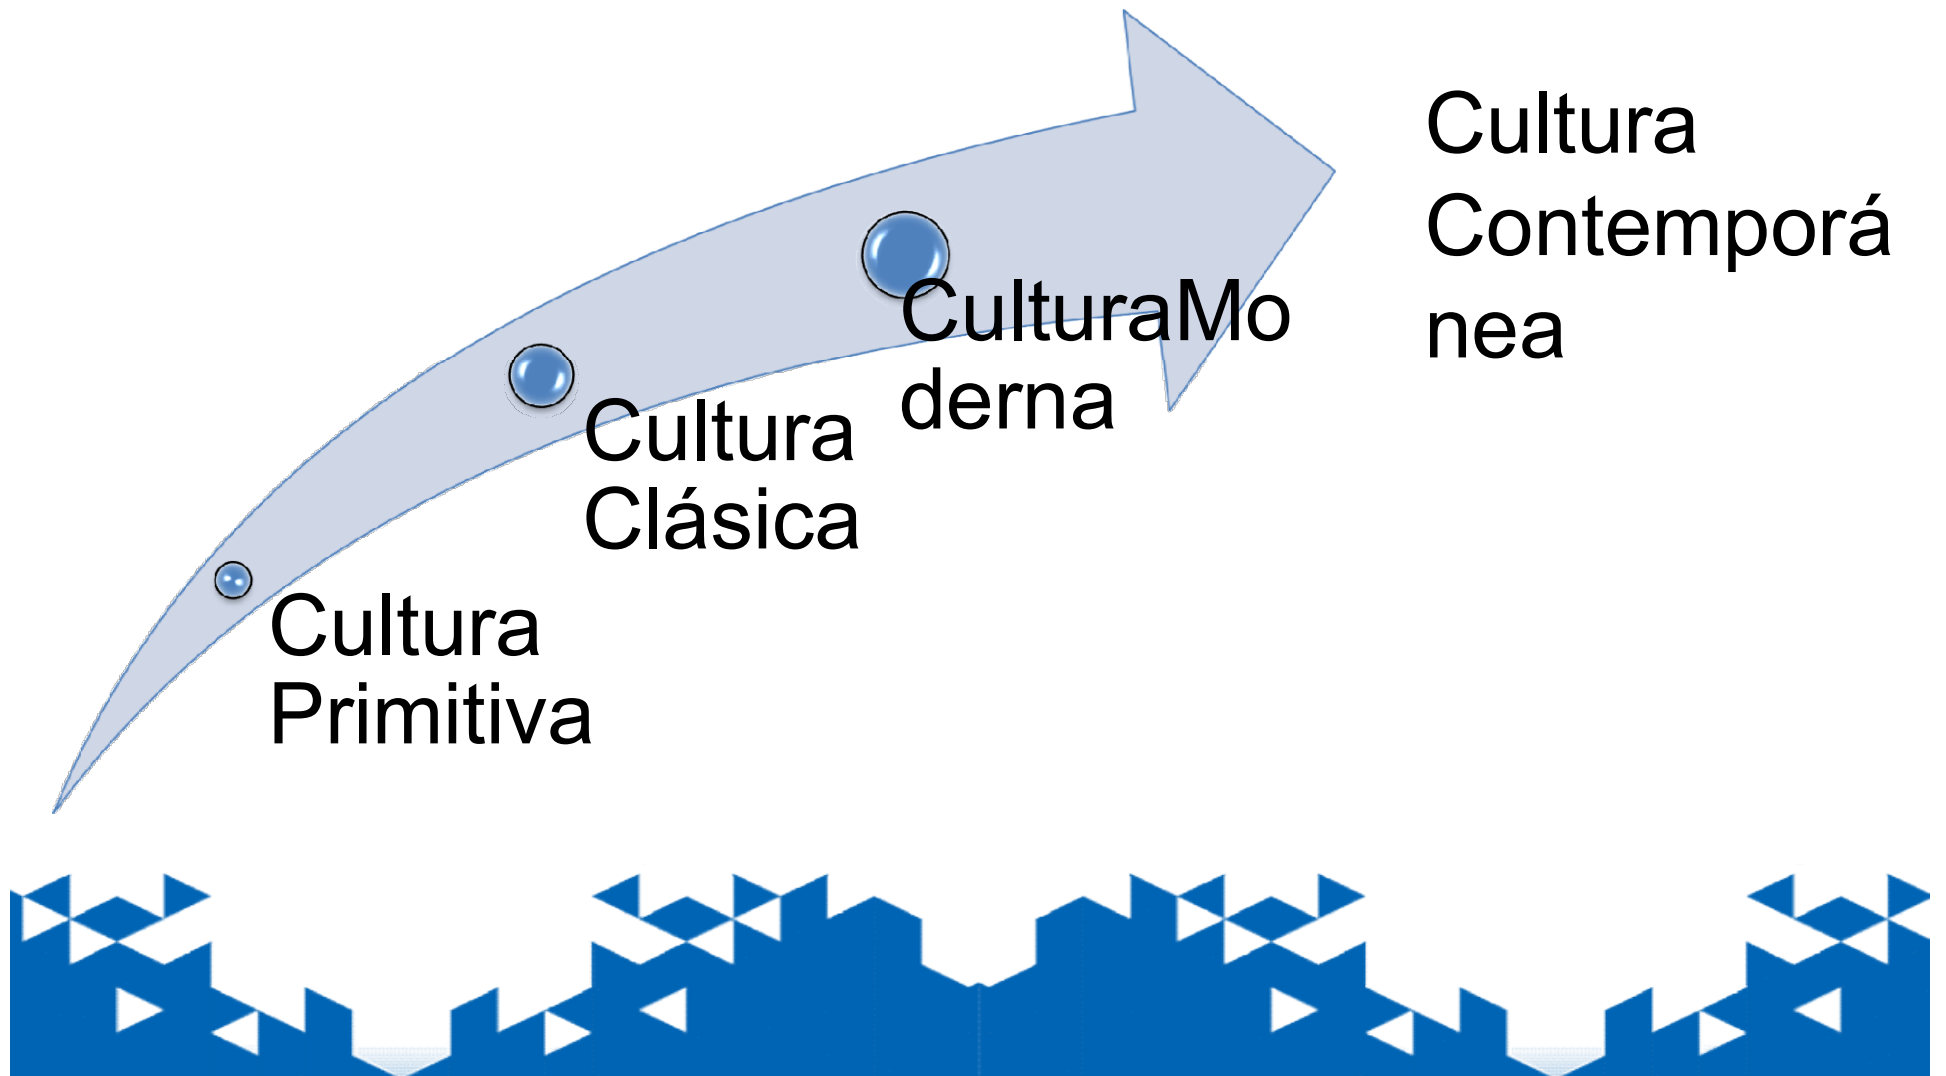 Cultura
Primitiva
Cultura
Clásica
CulturaMo
derna
Cultura
Contemporá
nea